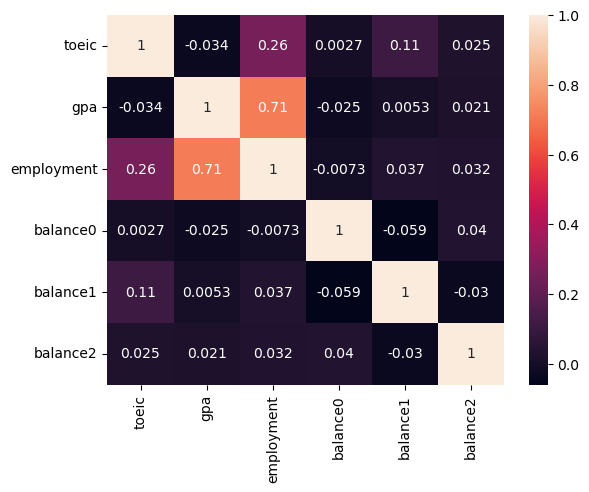 toeic 1 -0.034 0.26 0.0027 0.11 0.025
gpa -0.034 1 0.71 -0.025 0.0053 0.021
employment 0.26 0.71 1 -0.0073 0.037 0.032
balance0 0.0027 -0.025 -0.0073 1 -0.059 0.04
balance1 0.11 0.0053 0.037 -0.059 1 -0.03
balance2 0.025 0.021 0.032 0.04 -0.03 1
toeic gpa employment balance0 balance1 balance2
1.0
0.8
0.6
0.4
0.2
0.0